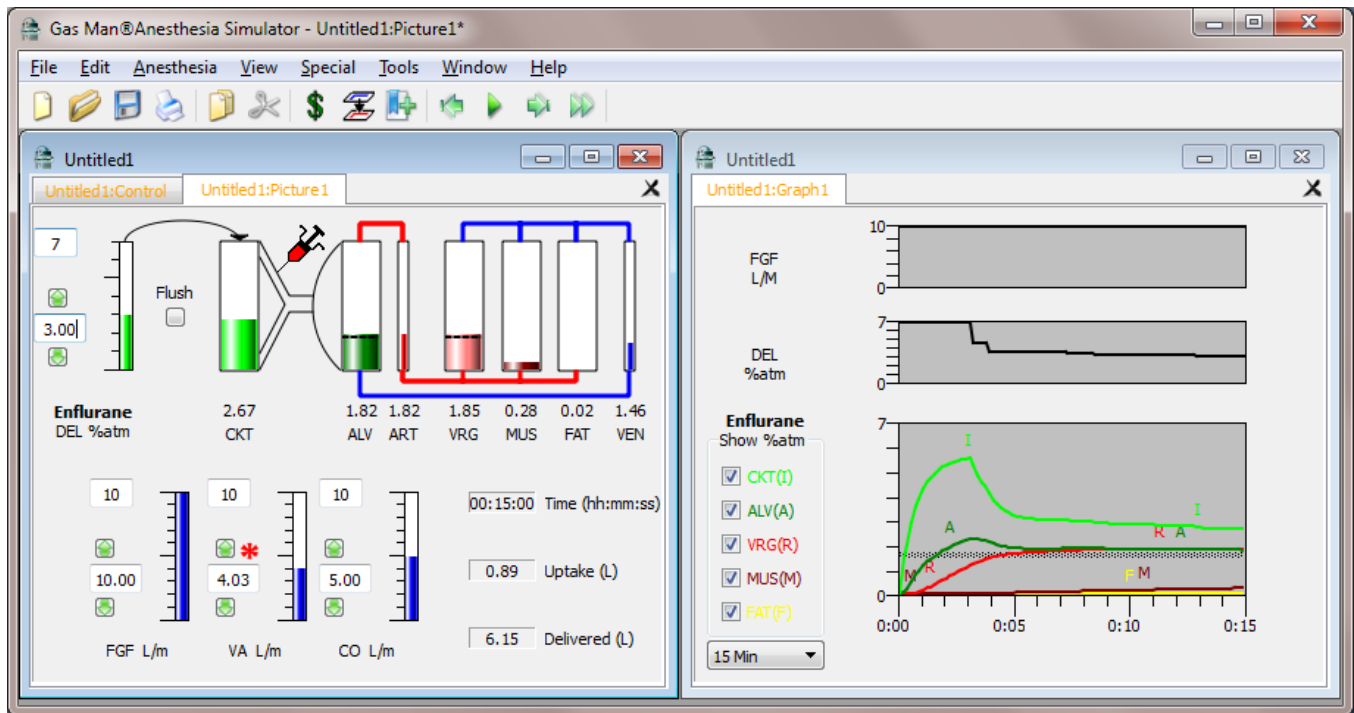 Gas Man®Anesthesia Simulator - Untitled1:Picture1*
File Edit Anesthesia View Special Tools Window Help
Untitled1
Untitled1:Control Untitled1:Picture1
7
Flush
3.00
Enflurane
DEL %atm
2.67 1.82 1.82 1.85 0.28 0.02 1.46
CKT ALV ART VRG MUS FAT VEN
10 10 10
00:15:00 Time (hh:mm:ss)
*
10.00 4.03 5.00
0.89 Uptake (L)
6.15 Delivered (L)
FGF L/m VA L/m CO L/m
Untitled1
Untitled1:Graph1
FGF
L/M
10
0
DEL
%atm
7
0
Enflurane
Show %atm
CKT(I)
ALV(A)
VRG(R)
MUS(M)
FAT(F)
15 Min
7
I
I
A
R A
M R
F M
0
0:00 0:05 0:10 0:15